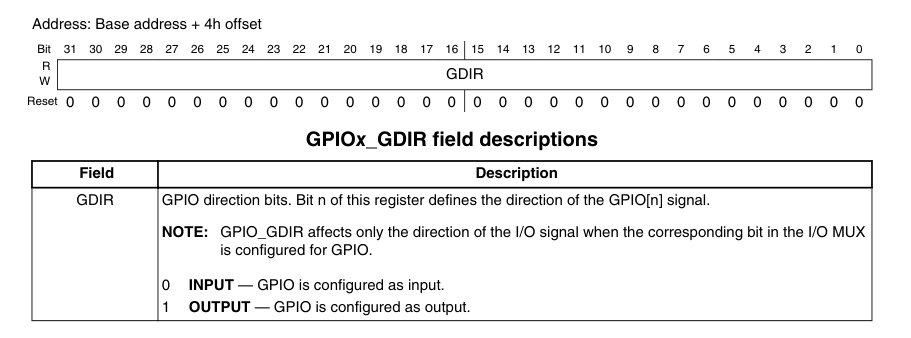 Address: Base address + 4h offset
Bit 31 30 29 28 27 26 25 24 23 22 21 20 19 18 17 16 15 14 13 12 11 10 9 8 7 6 5 4 3 2 1 0
R
GDIR
W
Reset 0 0 0 0 0 0 0 0 0 0 0 0 0 0 0 0 0 0 0 0 0 0 0 0 0 0 0 0 0 0 0 0
GPIOx_GDIR field descriptions
Field Description
GDIR GPIO direction bits. Bit n of this register defines the direction of the GPIO[n] signal.
NOTE: GPIO_GDIR affects only the direction of the I/O signal when the corresponding bit in the I/O MUX
is configured for GPIO.
0 INPUT — GPIO is configured as input.
1 OUTPUT — GPIO is configured as output.